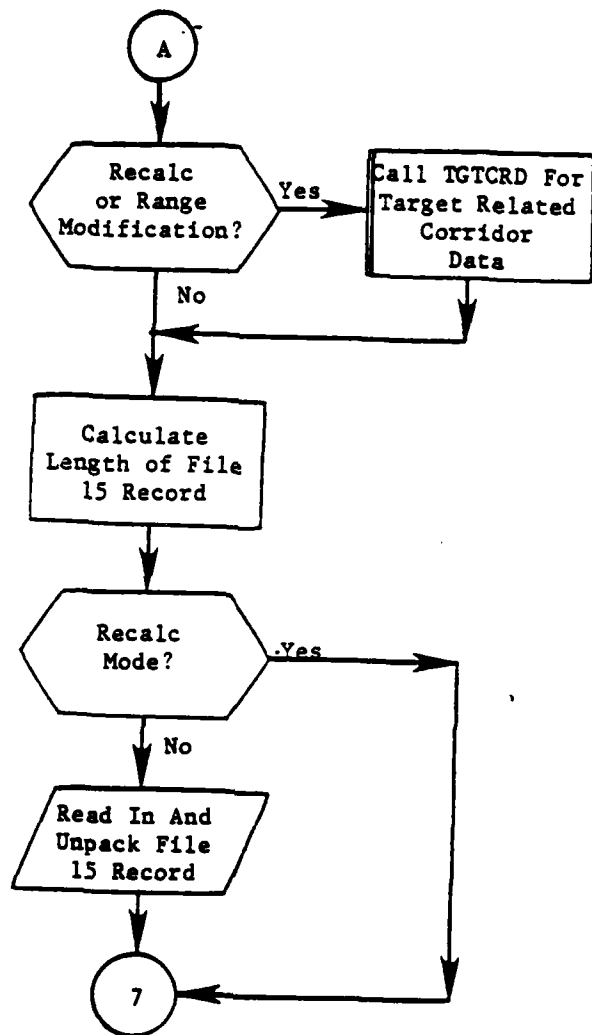 A
Recalc
or Range
Modification?
Yes
Call TGTCRD For
Target Related
Corridor
Data
No
Calculate
Length of File
15 Record
Recalc
Mode?
Yes
No
Read In And
Unpack File
15 Record
7